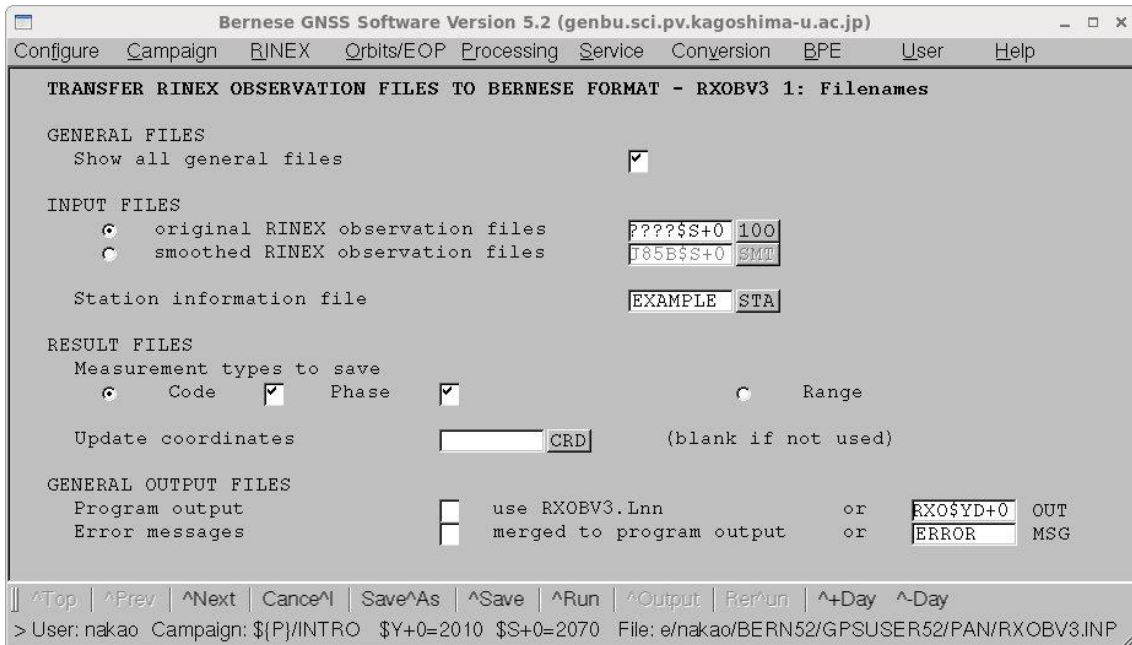 Bernese GNSS Software Version 5.2 (genbu.sci.pv.kagoshima-u.ac.jp)
Configure Campaign RINEX Orbits/EOP Processing Service Conversion BPE User Help
TRANSFER RINEX OBSERVATION FILES TO BERNESE FORMAT - RXOBV3 1: Filenames
GENERAL FILES
Show all general files
INPUT FILES
original RINEX observation files ????$S+0 10O
smoothed RINEX observation files J85B$S+0 SMT
Station information file EXAMPLE STA
RESULT FILES
Measurement types to save
Code Phase Range
Update coordinates CRD (blank if not used)
GENERAL OUTPUT FILES
Program output use RXOBV3.Lnn or RXO$YD+0 OUT
Error messages merged to program output or ERROR MSG
^Top | ^Prev | ^Next | Cance^l | Save^As | ^Save | ^Run | ^Output | Rer^un | ^+Day ^-Day
> User: nakao Campaign: ${P}/INTRO $Y+0=2010 $S+0=2070 File: e/nakao/BERN52/GPSUSER52/PAN/RXOBV3.INP